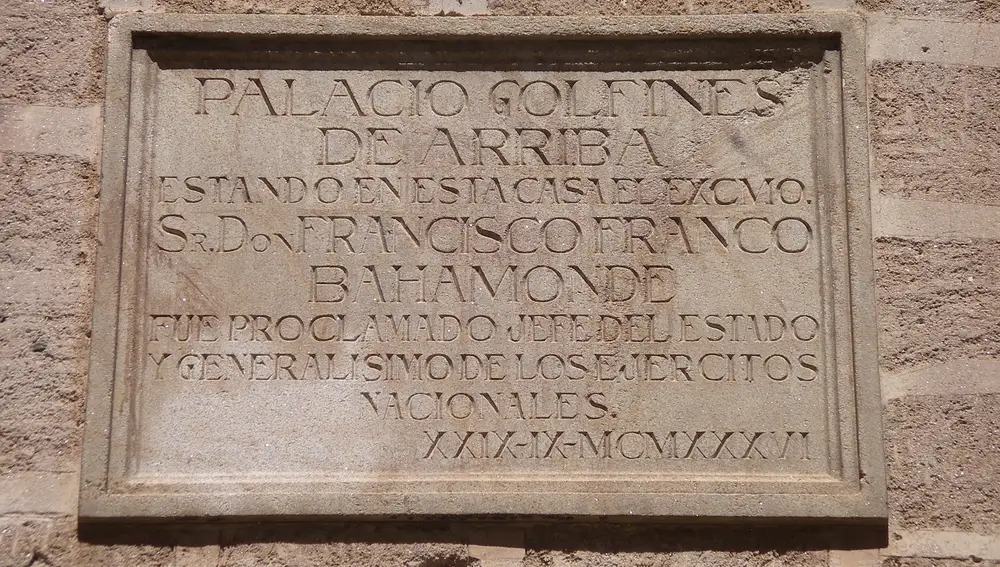 PALACIO GOLFINES
DE ARRIBA
ESTANDO EN ESTA CASA EL EXCMO.
SR. DON FRANCISCO FRANCO
BAHAMONDE
FUE PROCLAMADO JEFE DEL ESTADO
Y GENERALISIMO DE LOS EJERCITOS
NACIONALES.
XXIX-IX-MCMXXXVI